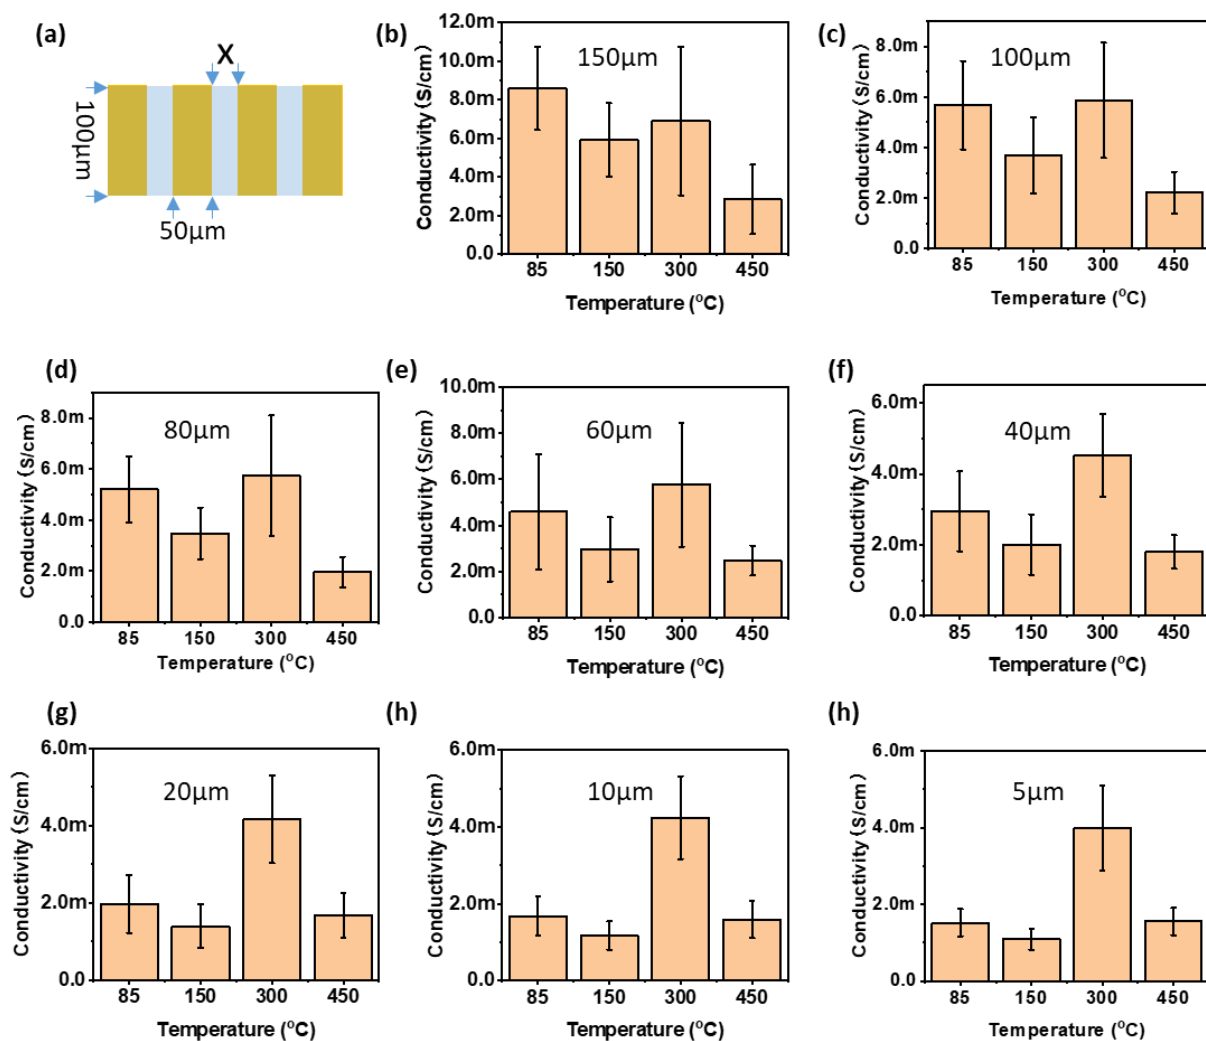 (a)
X
100µm
50µm
(b)
150µm
Conductivity (S/cm)
12.0m
10.0m
8.0m
6.0m
4.0m
2.0m
0.0
85 150 300 450
Temperature (°C)
(c)
100µm
Conductivity (S/cm)
8.0m
6.0m
4.0m
2.0m
0.0
85 150 300 450
Temperature (°C)
(d)
80µm
Conductivity (S/cm)
8.0m
6.0m
4.0m
2.0m
0.0
85 150 300 450
Temperature (°C)
(e)
60µm
Conductivity (S/cm)
10.0m
8.0m
6.0m
4.0m
2.0m
0.0
85 150 300 450
Temperature (°C)
(f)
40µm
Conductivity (S/cm)
6.0m
4.0m
2.0m
0.0
85 150 300 450
Temperature (°C)
(g)
20µm
Conductivity (S/cm)
6.0m
4.0m
2.0m
0.0
85 150 300 450
Temperature (°C)
(h)
10µm
Conductivity (S/cm)
6.0m
4.0m
2.0m
0.0
85 150 300 450
Temperature (°C)
(h)
5µm
Conductivity (S/cm)
6.0m
4.0m
2.0m
0.0
85 150 300 450
Temperature (°C)